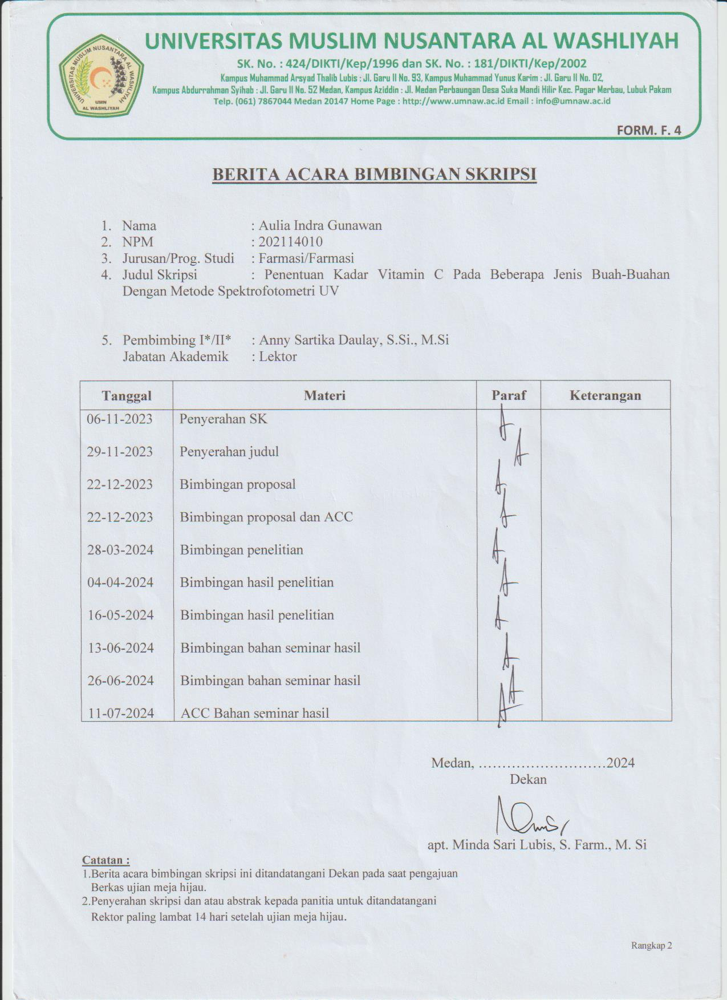 UNIVERSITAS MUSLIM NUSANTARA AL WASHLIYAH
UMN
AL WASHLIYAH
UNIVERSITAS MUSLIM NUSANTARA AL WASHLIYAH
SK. No. : 424/DIKTI/Kep/1996 dan SK. No. : 181/DIKTI/Kep/2002
Kampus Muhammad Arsyad Thalib Lubis : Jl. Garu II No. 93, Kampus Muhammad Yunus Karim : Jl. Garu II No. 02,
Kampus Abdurrahman Syihab : Jl. Garu II No. 52 Medan, Kampus Aziddin : Jl. Medan Perbaungan Desa Suka Mandi Hilir Kec. Pagar Merbau, Lubuk Pakam
Telp. (061) 7867044 Medan 20147 Home Page : http://www.umnaw.ac.id Email : info@umnaw.ac.id
FORM. F. 4
BERITA ACARA BIMBINGAN SKRIPSI
1. Nama : Aulia Indra Gunawan
2. NPM : 202114010
3. Jurusan/Prog. Studi : Farmasi/Farmasi
4. Judul Skripsi : Penentuan Kadar Vitamin C Pada Beberapa Jenis Buah-Buahan
Dengan Metode Spektrofotometri UV
5. Pembimbing I*/II* : Anny Sartika Daulay, S.Si., M.Si
Jabatan Akademik : Lektor
Tanggal Materi Paraf Keterangan
06-11-2023 Penyerahan SK
29-11-2023 Penyerahan judul
22-12-2023 Bimbingan proposal
22-12-2023 Bimbingan proposal dan ACC
28-03-2024 Bimbingan penelitian
04-04-2024 Bimbingan hasil penelitian
16-05-2024 Bimbingan hasil penelitian
13-06-2024 Bimbingan bahan seminar hasil
26-06-2024 Bimbingan bahan seminar hasil
11-07-2024 ACC Bahan seminar hasil
Medan, ………………………2024
Dekan
apt. Minda Sari Lubis, S. Farm., M. Si
Catatan :
1.Berita acara bimbingan skripsi ini ditandatangani Dekan pada saat pengajuan
Berkas ujian meja hijau.
2.Penyerahan skripsi dan atau abstrak kepada panitia untuk ditandatangani
Rektor paling lambat 14 hari setelah ujian meja hijau.
Rangkap 2